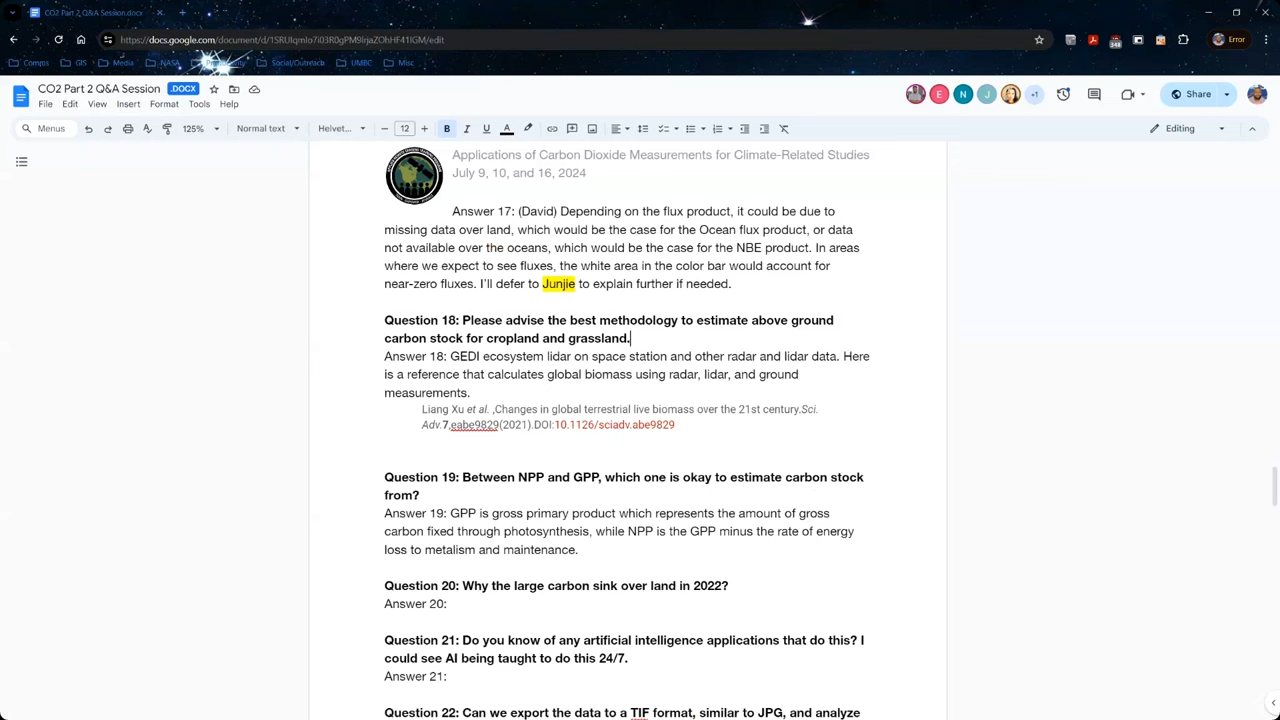 CO2 Part 2 Q&A Session.docx
https://docs.google.com/document/d/1SRUIqmIo7i03R0gPM9IrjaZOhHF41IGM/edit
Error
Comps
GIS
Media
NASA
Social/Outreach
UMBC
Misc
CO2 Part 2 Q&A Session .DOCX
File Edit View Insert Format Tools Help
+1
Share
Menus
125%
Normal text
Helvet...
12
Editing
Applications of Carbon Dioxide Measurements for Climate-Related Studies
July 9, 10, and 16, 2024
Answer 17: (David) Depending on the flux product, it could be due to
missing data over land, which would be the case for the Ocean flux product, or data
not available over the oceans, which would be the case for the NBE product. In areas
where we expect to see fluxes, the white area in the color bar would account for
near-zero fluxes. I'll defer to Junjie to explain further if needed.
Question 18: Please advise the best methodology to estimate above ground
carbon stock for cropland and grassland.
Answer 18: GEDI ecosystem lidar on space station and other radar and lidar data. Here
is a reference that calculates global biomass using radar, lidar, and ground
measurements.
Liang Xu et al. ,Changes in global terrestrial live biomass over the 21st century.Sci.
Adv.7,eabe9829(2021).DOI:10.1126/sciadv.abe9829
Question 19: Between NPP and GPP, which one is okay to estimate carbon stock
from?
Answer 19: GPP is gross primary product which represents the amount of gross
carbon fixed through photosynthesis, while NPP is the GPP minus the rate of energy
loss to metalism and maintenance.
Question 20: Why the large carbon sink over land in 2022?
Answer 20:
Question 21: Do you know of any artificial intelligence applications that do this? I
could see AI being taught to do this 24/7.
Answer 21:
Question 22: Can we export the data to a TIF format, similar to JPG, and analyze